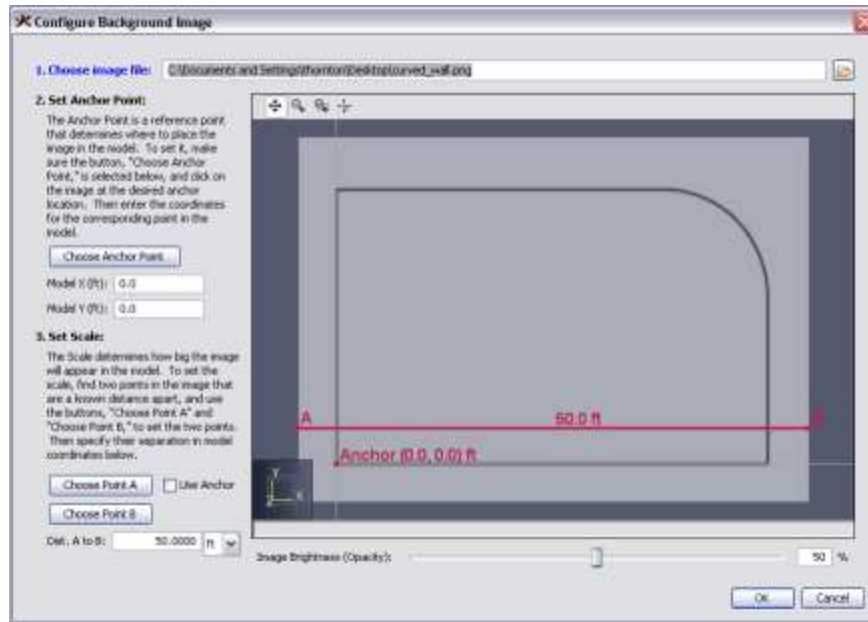 Configure Background Image
1. Choose image file:
C:\Documents and Settings\thornton\Desktop\curved_wall.png
2. Set Anchor Point:
The Anchor Point is a reference point
that determines where to place the
image in the model. To set it, make
sure the button, "Choose Anchor
Point," is selected below, and click on
the image at the desired anchor
location. Then enter the coordinates
for the corresponding point in the
model.
Choose Anchor Point
Model X (ft): 0.0
Model Y (ft): 0.0
3. Set Scale:
The Scale determines how big the image
will appear in the model. To set the
scale, find two points in the image that
are a known distance apart, and use
the buttons, "Choose Point A" and
"Choose Point B," to set the two points.
Then specify their separation in model
coordinates below.
Choose Point A
Use Anchor
Choose Point B
Dist. A to B: 50.0000 ft
A
50.0 ft
Anchor (0.0, 0.0) ft
Y
X
Image Brightness (Opacity):
50 %
OK
Cancel